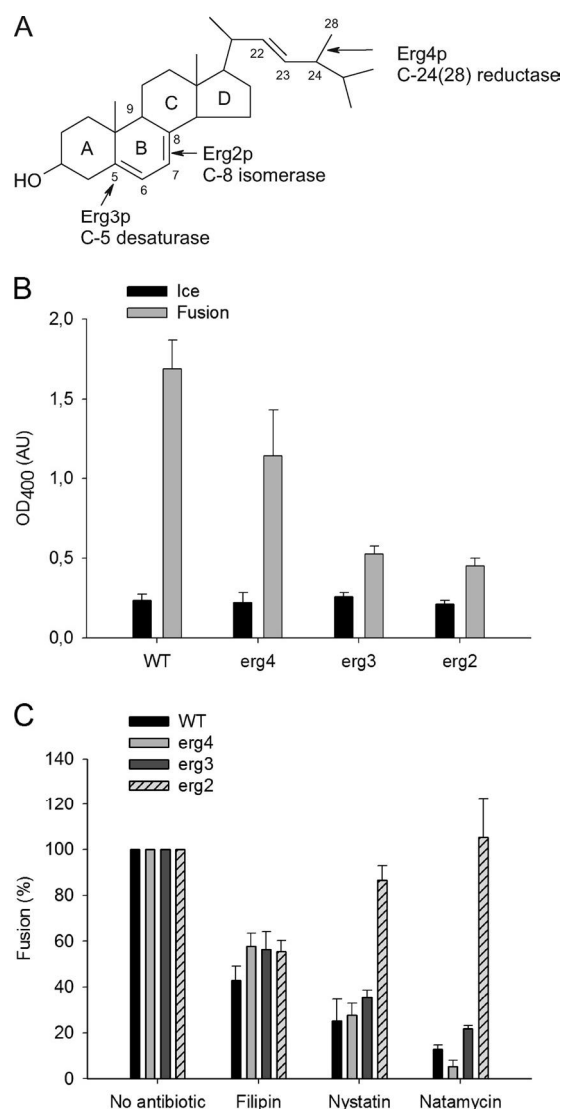 A
28
22
23
24
Erg4p
C-24(28) reductase
D
C
9
8
A
B
Erg2p
C-8 isomerase
HO
5
6
7
Erg3p
C-5 desaturase
B
Ice
Fusion
2,0
1,5
1,0
0,5
0,0
OD400 (AU)
WT erg4 erg3 erg2
C
WT
erg4
erg3
erg2
140
120
100
80
60
40
20
0
Fusion (%)
No antibiotic Filipin Nystatin Natamycin